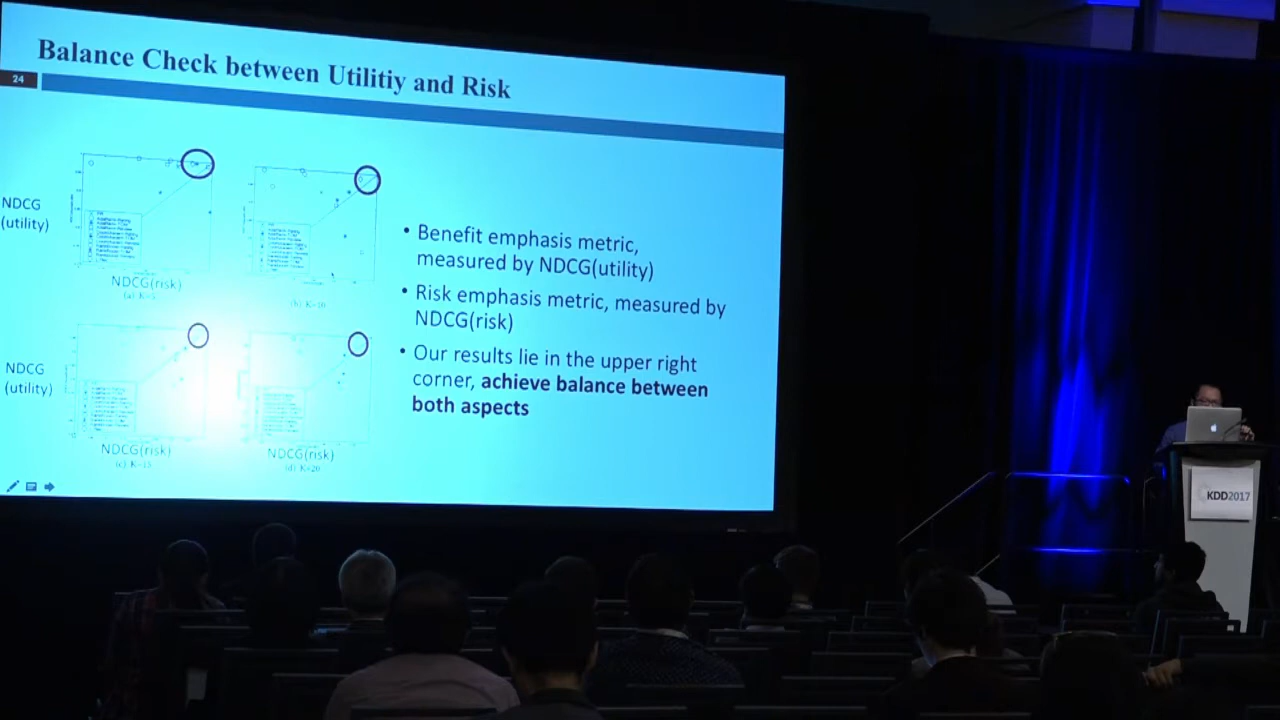 Balance Check between Utilitiy and Risk
24
NDCG
(utility)
NDCG(risk)
(a) K=5
(b) K=10
NDCG
(utility)
NDCG(risk)
(c) K=15
NDCG(risk)
(d) K=20
• Benefit emphasis metric,
measured by NDCG(utility)
• Risk emphasis metric, measured by
NDCG(risk)
• Our results lie in the upper right
corner, achieve balance between
both aspects
KDD2017